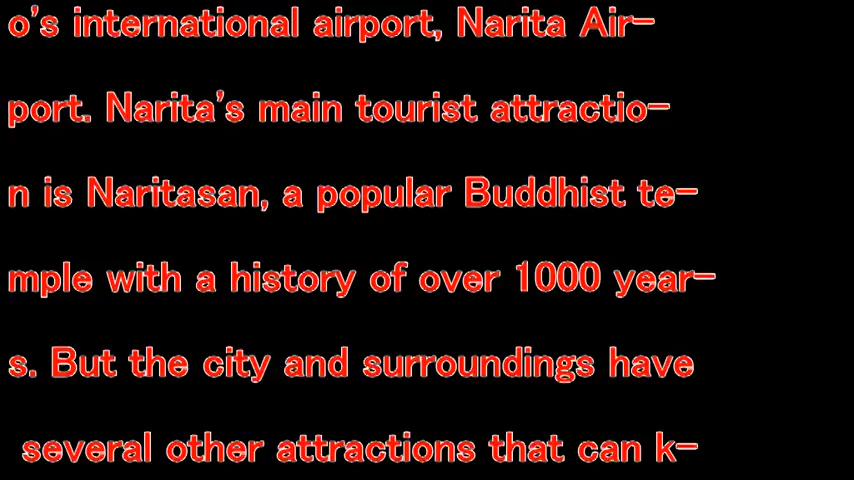 o's international airport, Narita Air-
port. Narita's main tourist attractio-
n is Naritasan, a popular Buddhist te-
mple with a history of over 1000 year-
s. But the city and surroundings have
several other attractions that can k-